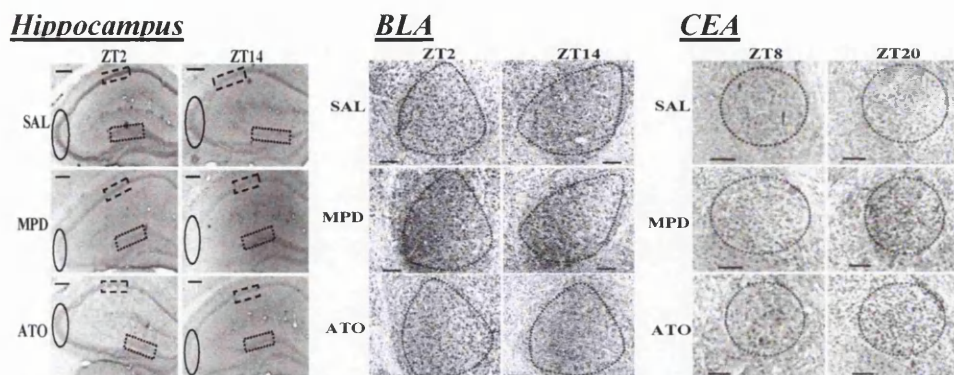 Hippocampus BLA CEA
ZT2 ZT14 ZT2 ZT14 ZT8 ZT20
SAL SAL SAL
MPD MPD MPD
ATO ATO ATO